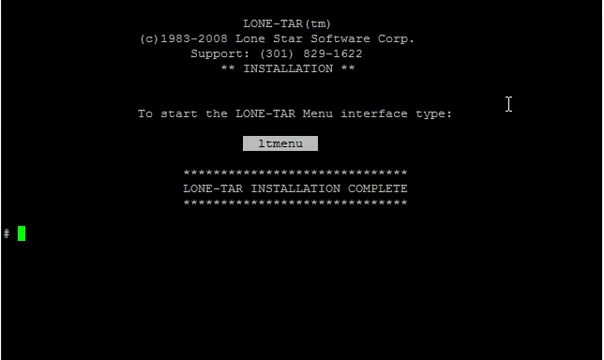 LONE-TAR(tm)
(c)1983-2008 Lone Star Software Corp.
Support: (301) 829-1622
** INSTALLATION **
To start the LONE-TAR Menu interface type:
ltmenu
******************************
LONE-TAR INSTALLATION COMPLETE
******************************
#